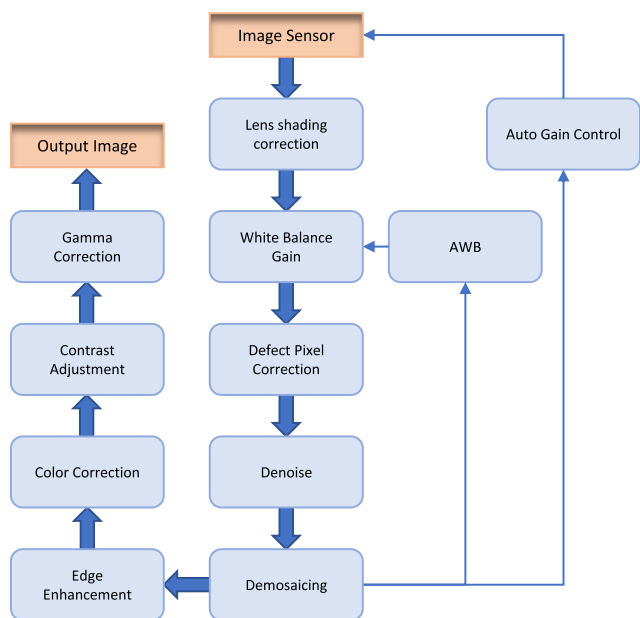 Image Sensor
Lens shading
correction
Auto Gain Control
Output Image
Gamma
Correction
White Balance
Gain
AWB
Contrast
Adjustment
Defect Pixel
Correction
Color Correction
Denoise
Edge
Enhancement
Demosaicing